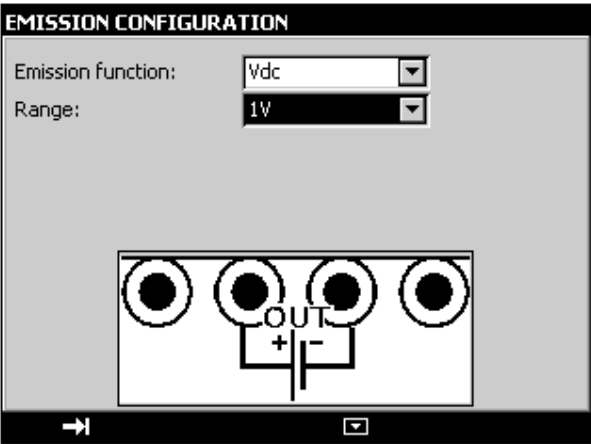 EMISSION CONFIGURATION
Emission function: Vdc
Range: 1V
OUT
+ -